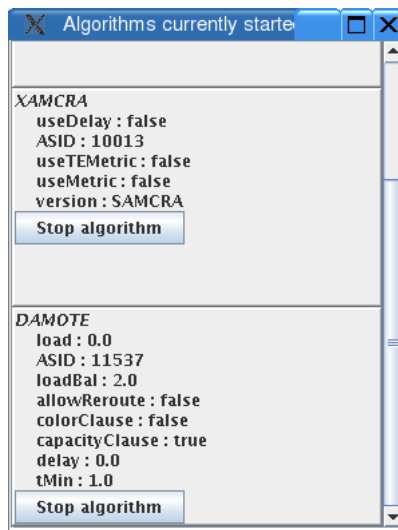 Algorithms currently starte
XAMCRA
useDelay : false
ASID : 10013
useTEMetric : false
useMetric : false
version : SAMCRA
Stop algorithm
DAMOTE
load : 0.0
ASID : 11537
loadBal : 2.0
allowReroute : false
colorClause : false
capacityClause : true
delay : 0.0
tMin : 1.0
Stop algorithm